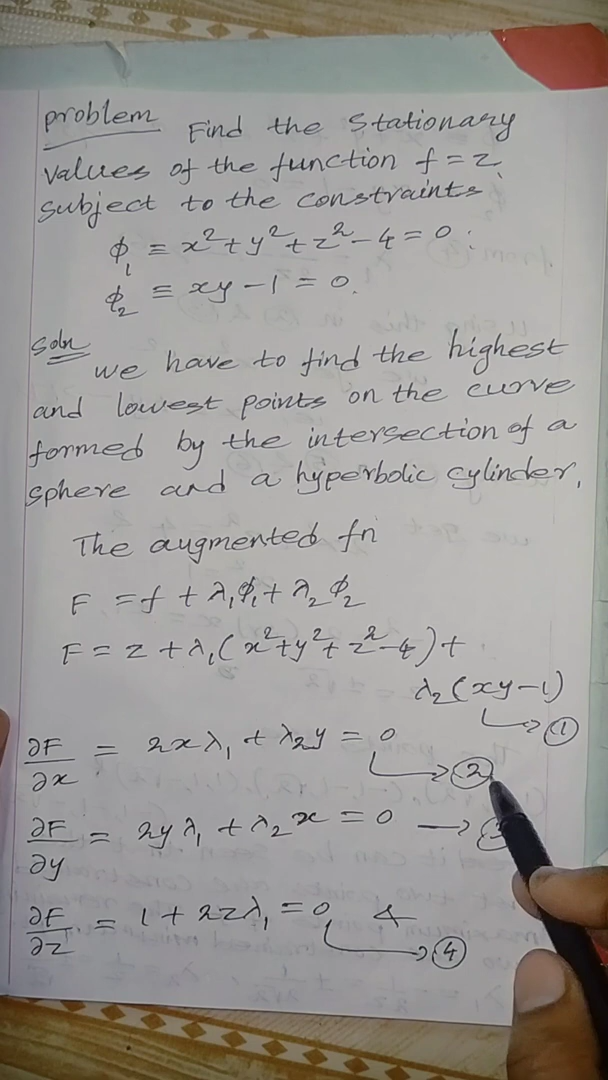 problem Find the stationary
values of the function f = z,
subject to the constraints
ϕ₁ ≡ x² + y² + z² - 4 = 0 ;
ϕ₂ ≡ xy - 1 = 0.
Soln
we have to find the highest
and lowest points on the curve
formed by the intersection of a
sphere and a hyperbolic cylinder.
The augmented fn
F = f + λ₁ϕ₁ + λ₂ϕ₂
F = z + λ₁(x² + y² + z² - 4) +
λ₂(xy - 1)
→ ①
∂F/∂x = 2xλ₁ + λ₂y = 0
→ ②
∂F/∂y = 2yλ₁ + λ₂x = 0 →
∂F/∂z = 1 + 2zλ₁ = 0 &
→ ④